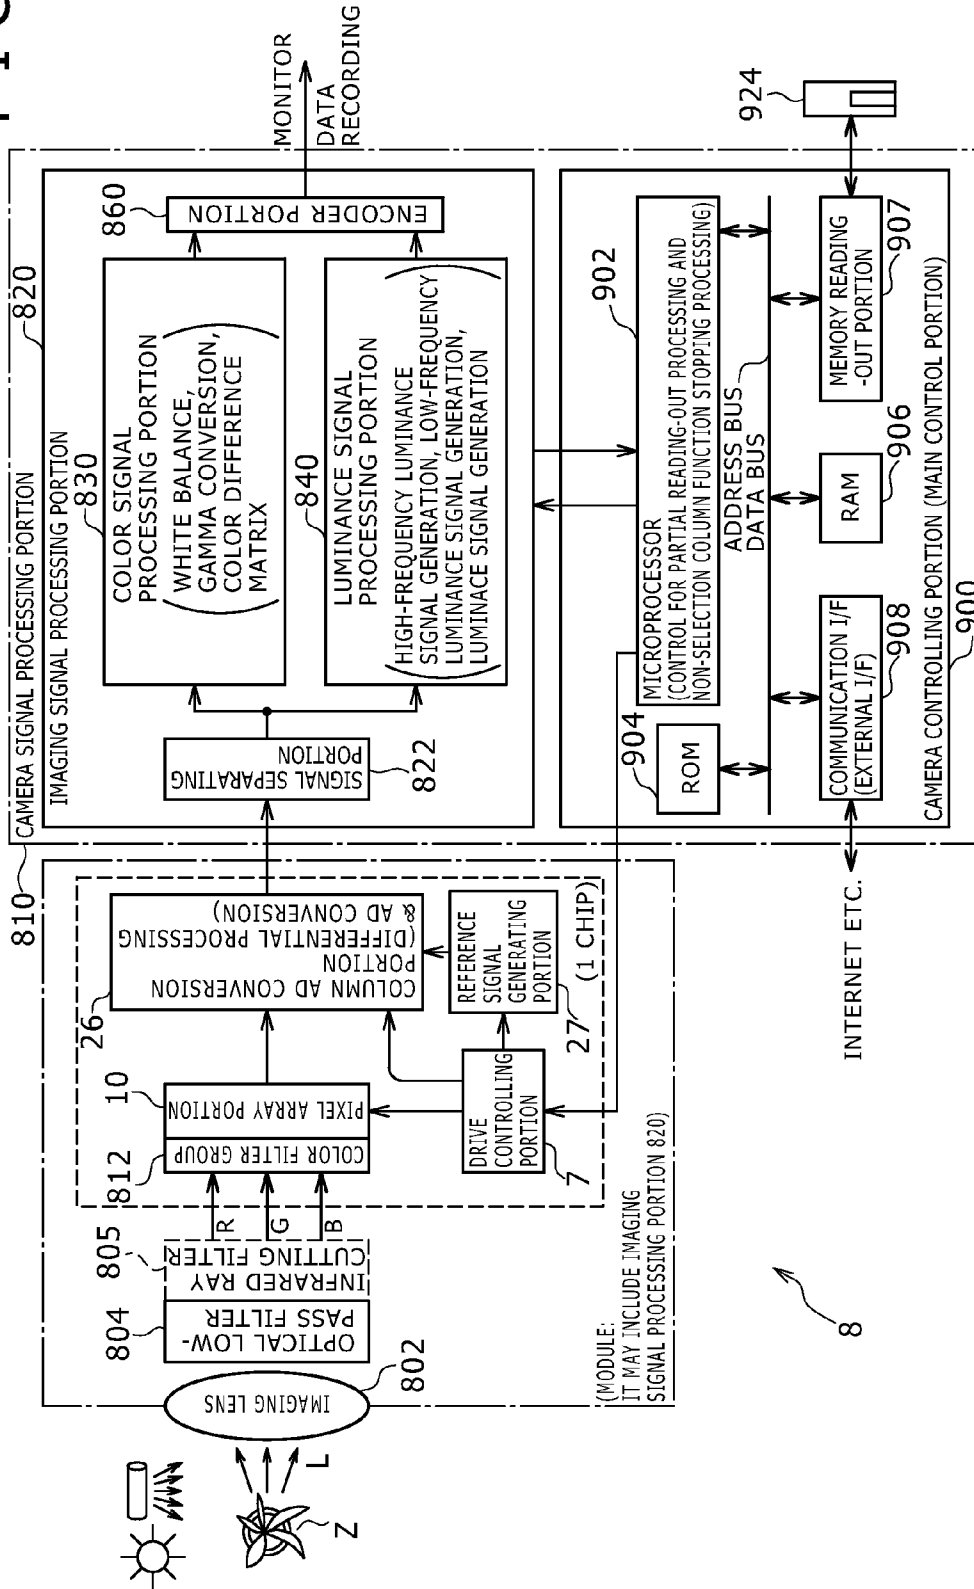 810
CAMERA SIGNAL PROCESSING PORTION
IMAGING SIGNAL PROCESSING PORTION
820
830
COLOR SIGNAL
PROCESSING PORTION
WHITE BALANCE,
GAMMA CONVERSION,
COLOR DIFFERENCE
MATRIX
840
LUMINANCE SIGNAL
PROCESSING PORTION
HIGH-FREQUENCY LUMINANCE
SIGNAL GENERATION, LOW-FREQUENCY
LUMINANCE SIGNAL GENERATION,
LUMINACE SIGNAL GENERATION
860
ENCODER PORTION
MONITOR
DATA
RECORDING
SIGNAL SEPARATING
PORTION
822
26
COLUMN AD CONVERSION
PORTION
(DIFFERENTIAL PROCESSING
& AD CONVERSION)
REFERENCE
SIGNAL
GENERATING
PORTION
27
(1 CHIP)
10
PIXEL ARRAY PORTION
812
COLOR FILTER GROUP
DRIVE
CONTROLLING
PORTION
7
R
G
B
805
INFRARED RAY
CUTTING FILTER
804
OPTICAL LOW-
PASS FILTER
802
IMAGING LENS
L
Z
(MODULE:
IT MAY INCLUDE IMAGING
SIGNAL PROCESSING PORTION 820)
8
902
MICROPROCESSOR
(CONTROL FOR PARTIAL READING-OUT PROCESSING AND
NON-SELECTION COLUMN FUNCTION STOPPING PROCESSING)
904
ROM
ADDRESS BUS
DATA BUS
COMMUNICATION I/F
(EXTERNAL I/F)
908
RAM
906
MEMORY READING
-OUT PORTION
907
924
INTERNET ETC.
CAMERA CONTROLLING PORTION (MAIN CONTROL PORTION)
900